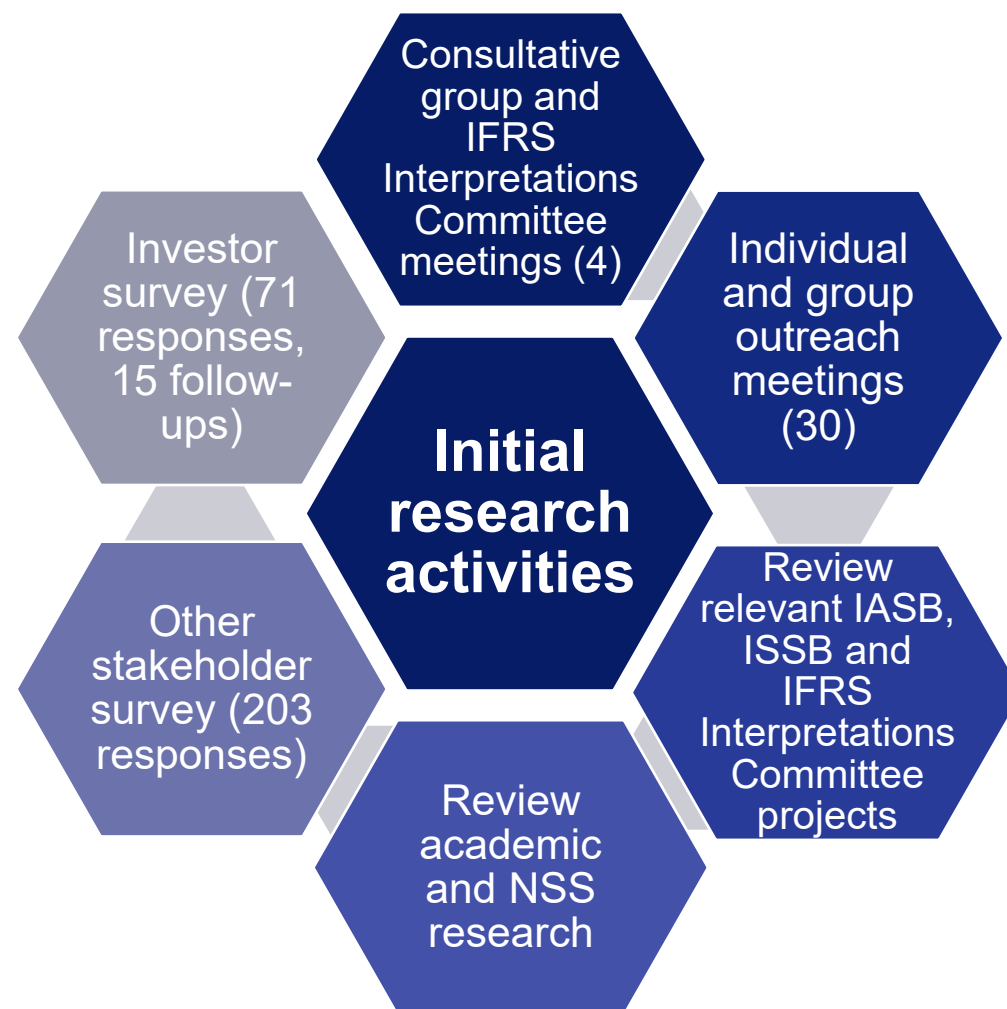 Consultative
group and
IFRS
Interpretations
Committee
meetings (4)
Individual
and group
outreach
meetings
(30)
Review
relevant IASB,
ISSB and
IFRS
Interpretations
Committee
projects
Review
academic
and NSS
research
Other
stakeholder
survey (203
responses)
Investor
survey (71
responses,
15 follow-
ups)
Initial
research
activities